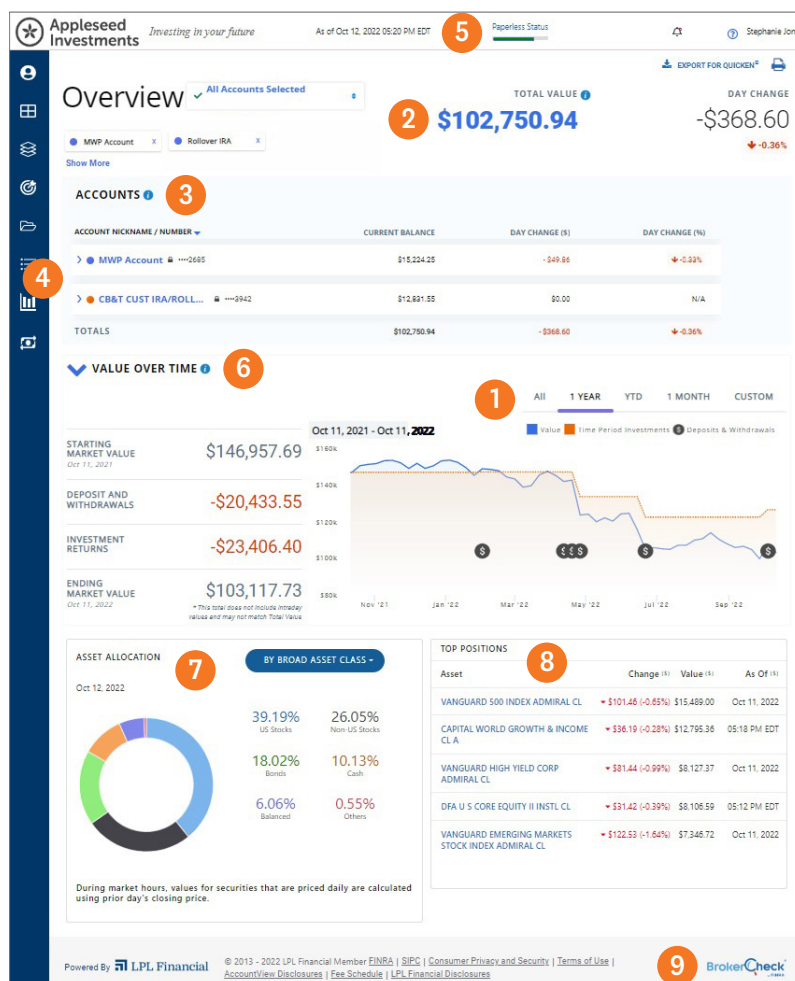 Appleseed
Investments
Investing in your future
As of Oct 12, 2022 05:20 PM EDT
5
Paperless Status
Stephanie Jon
EXPORT FOR QUICKEN®
Overview
All Accounts Selected
2
TOTAL VALUE
$102,750.94
DAY CHANGE
-$368.60
-0.36%
MWP Account x
Rollover IRA x
Show More
ACCOUNTS
3
ACCOUNT NICKNAME / NUMBER CURRENT BALANCE DAY CHANGE ($) DAY CHANGE (%)
MWP Account ····2685 $15,224.25 - $49.86 -0.33%
4
CB&T CUST IRA/ROLL... ····3942 $12,831.55 $0.00 N/A
TOTALS $102,750.94 - $368.60 -0.36%
VALUE OVER TIME
6
1
All 1 YEAR YTD 1 MONTH CUSTOM
Oct 11, 2021 - Oct 11, 2022
Value Time Period Investments $ Deposits & Withdrawals
STARTING
MARKET VALUE
Oct 11, 2021
$146,957.69
DEPOSIT AND
WITHDRAWALS
-$20,433.55
INVESTMENT
RETURNS
-$23,406.40
ENDING
MARKET VALUE
Oct 11, 2022
$103,117.73
* This total does not include intraday
values and may not match Total Value
$160k
$140k
$120k
$100k
$80k
$ $ $ $ $ $
Nov '21 Jan '22 Mar '22 May '22 Jul '22 Sep '22
ASSET ALLOCATION
7
BY BROAD ASSET CLASS
Oct 12, 2022
39.19% 26.05%
US Stocks Non-US Stocks
18.02% 10.13%
Bonds Cash
6.06% 0.55%
Balanced Others
During market hours, values for securities that are priced daily are calculated
using prior day's closing price.
TOP POSITIONS
8
Asset Change ($) Value ($) As Of ($)
VANGUARD 500 INDEX ADMIRAL CL $101.46 (-0.65%) $15,489.00 Oct 11, 2022
CAPITAL WORLD GROWTH & INCOME $36.19 (-0.28%) $12,795.36 05:18 PM EDT
CL A
VANGUARD HIGH YIELD CORP $81.44 (-0.99%) $8,127.37 Oct 11, 2022
ADMIRAL CL
DFA U S CORE EQUITY II INSTL CL $31.42 (-0.39%) $8,106.59 05:12 PM EDT
VANGUARD EMERGING MARKETS $122.53 (-1.64%) $7,346.72 Oct 11, 2022
STOCK INDEX ADMIRAL CL
Powered By LPL Financial
© 2013 - 2022 LPL Financial Member FINRA | SIPC | Consumer Privacy and Security | Terms of Use |
AccountView Disclosures | Fee Schedule | LPL Financial Disclosures
9
BrokerCheck